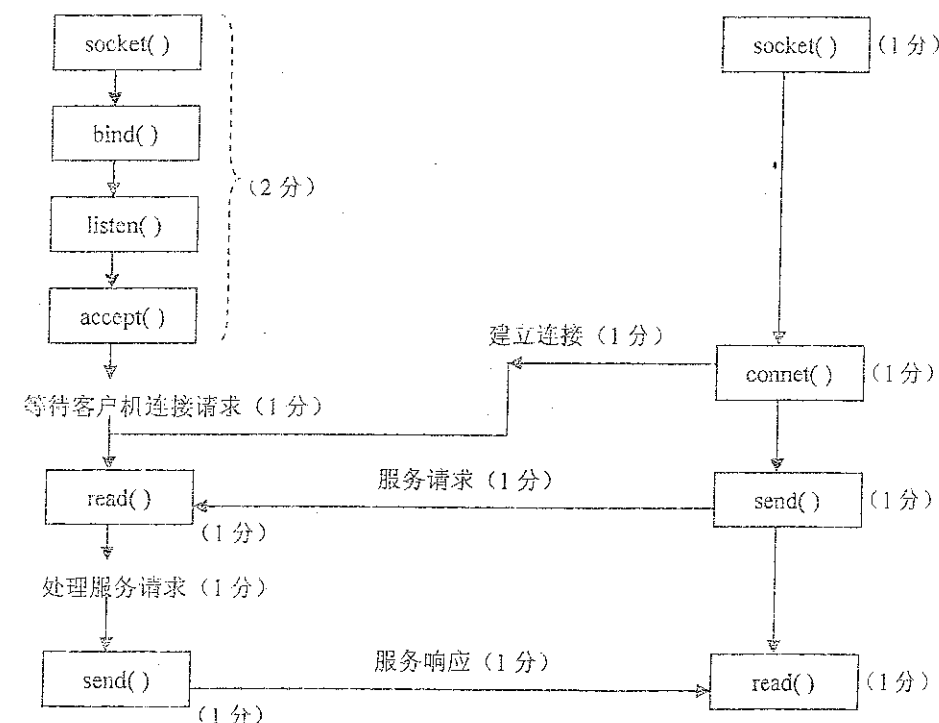 socket( )
socket( ) (1分)
bind( )
(2分)
listen( )
accept( )
建立连接(1分)
connet( ) (1分)
等待客户机连接请求(1分)
read( )
服务请求(1分)
send( ) (1分)
(1分)
处理服务请求(1分)
send( )
服务响应(1分)
read( ) (1分)
(1分)